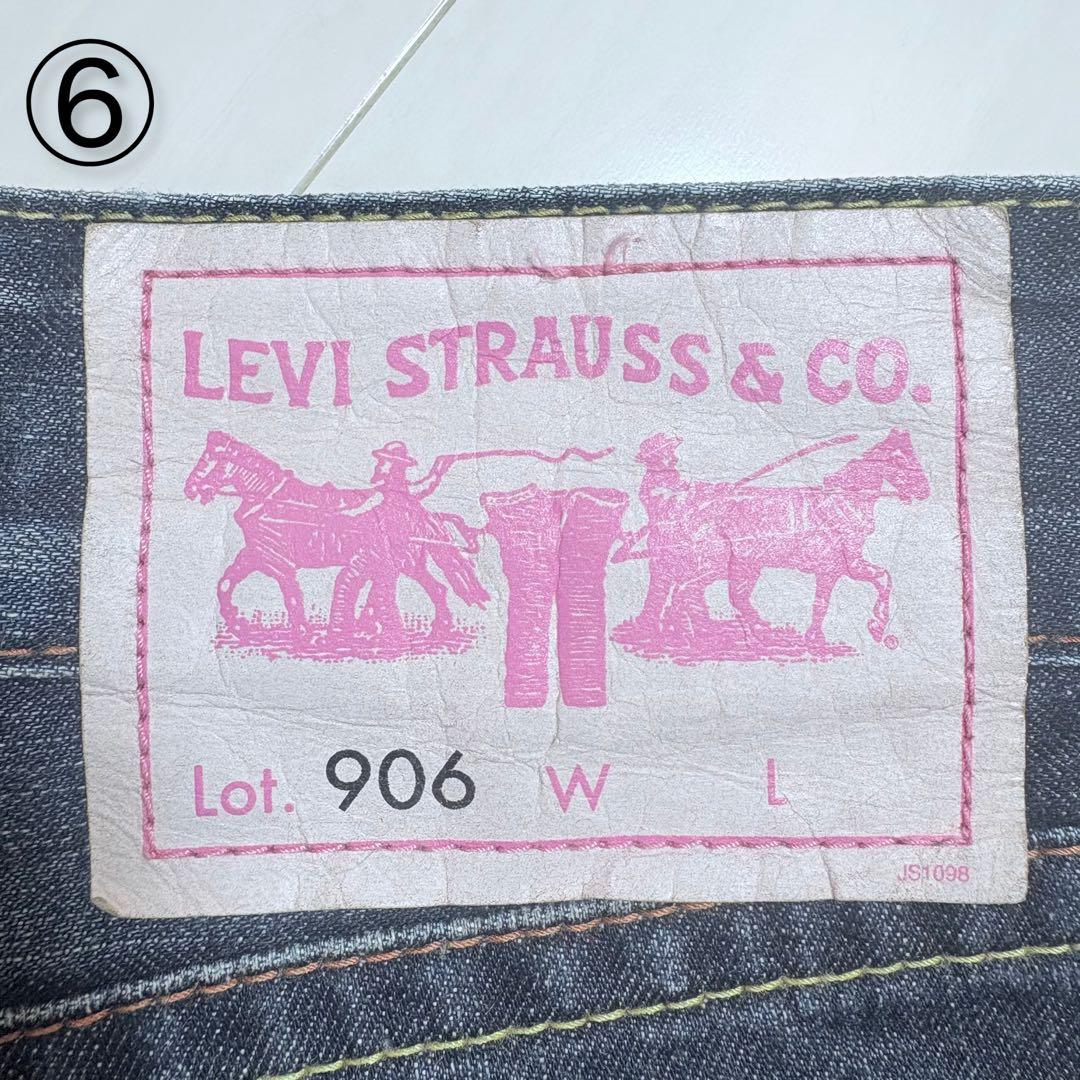 ⑥
LEVI STRAUSS & CO.
Lot. 906 W L
JS1098